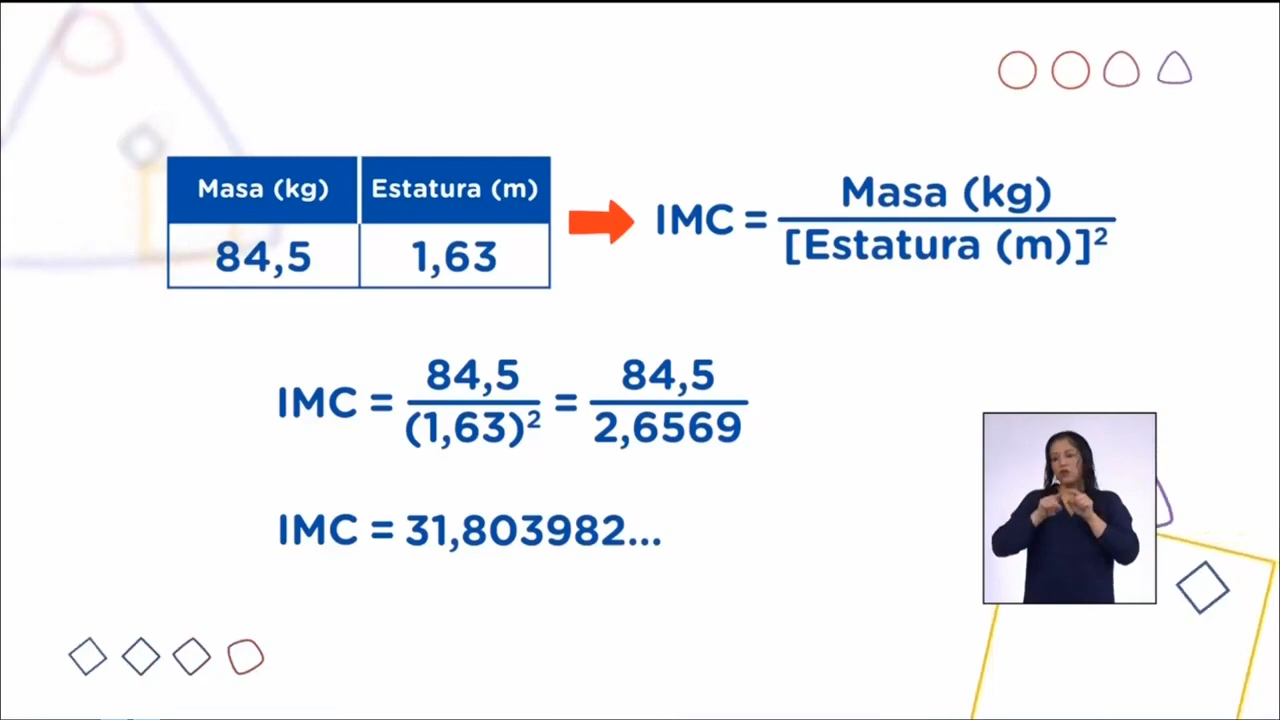 Masa (kg) Estatura (m)
84,5 1,63
IMC = Masa (kg) / [Estatura (m)]²
IMC = 84,5 / (1,63)² = 84,5 / 2,6569
IMC = 31,803982...